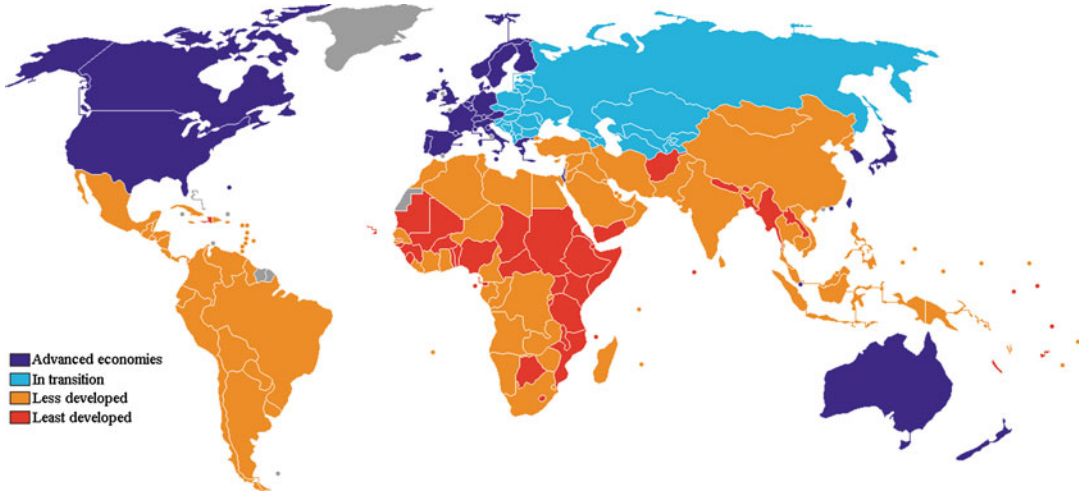 Advanced economies
In transition
Less developed
Least developed